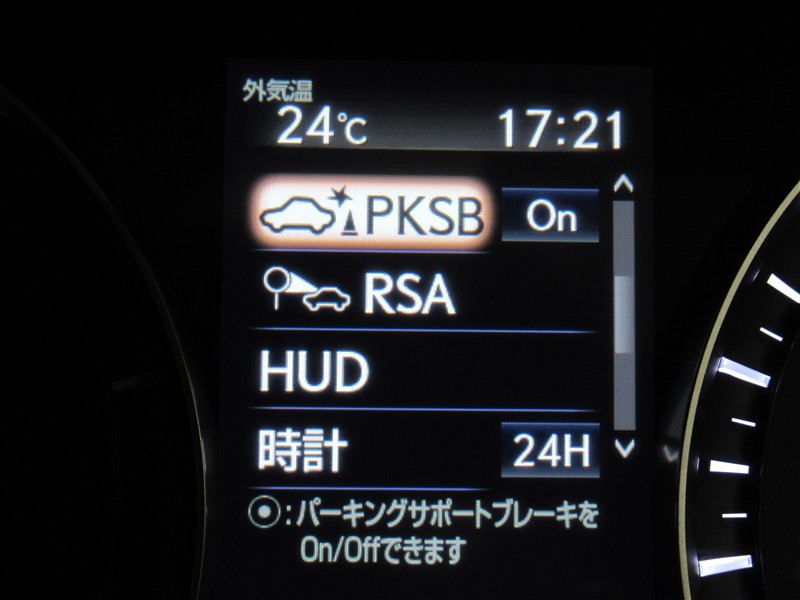 外気温
24℃ 17:21
PKSB On
RSA
HUD
時計 24H
⦿:パーキングサポートブレーキを
On/Offできます